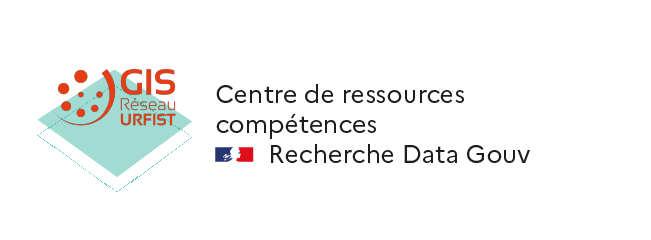 GIS
Réseau
URFIST
Centre de ressources
compétences
Recherche Data Gouv